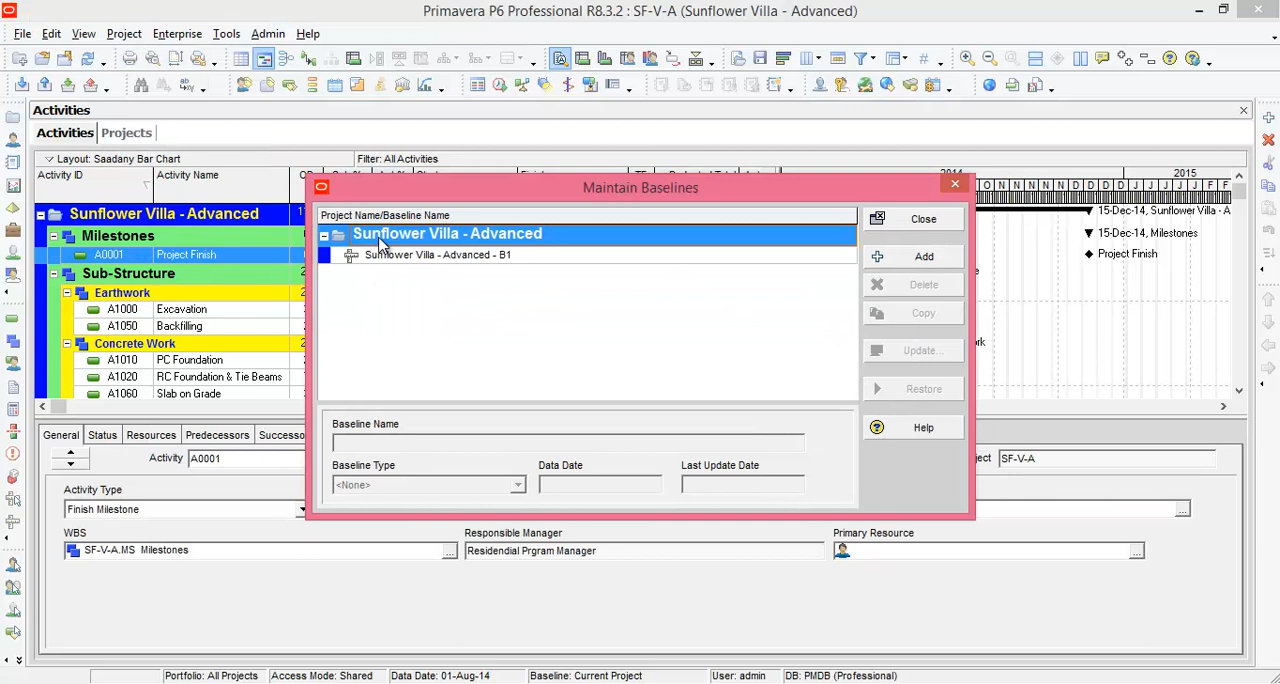 Primavera P6 Professional R8.3.2 : SF-V-A (Sunflower Villa - Advanced)
File Edit View Project Enterprise Tools Admin Help
Activities
Activities Projects
Layout: Saadany Bar Chart Filter: All Activities
Activity ID Activity Name 2014 2015
O N N N N N D D D D J J J J F F
Sunflower Villa - Advanced 15-Dec-14, Sunflower Villa - A
Milestones 15-Dec-14, Milestones
A0001 Project Finish Project Finish
Sub-Structure
Earthwork
A1000 Excavation
A1050 Backfilling
Concrete Work
A1010 PC Foundation
A1020 RC Foundation & Tie Beams
A1060 Slab on Grade
Maintain Baselines
Project Name/Baseline Name
Sunflower Villa - Advanced
Sunflower Villa - Advanced - B1
Close
Add
Delete
Copy
Update...
Restore
Help
Baseline Name
Baseline Type Data Date Last Update Date
<None>
General Status Resources Predecessors Successo
Activity A0001 ject SF-V-A
Activity Type
Finish Milestone
WBS Responsible Manager Primary Resource
SF-V-A.MS Milestones Residential Prgram Manager
Portfolio: All Projects Access Mode: Shared Data Date: 01-Aug-14 Baseline: Current Project User: admin DB: PMDB (Professional)